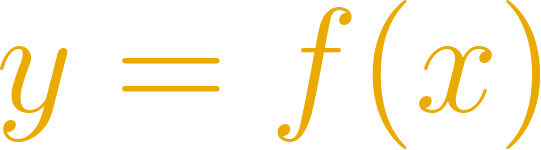 y = f(x)